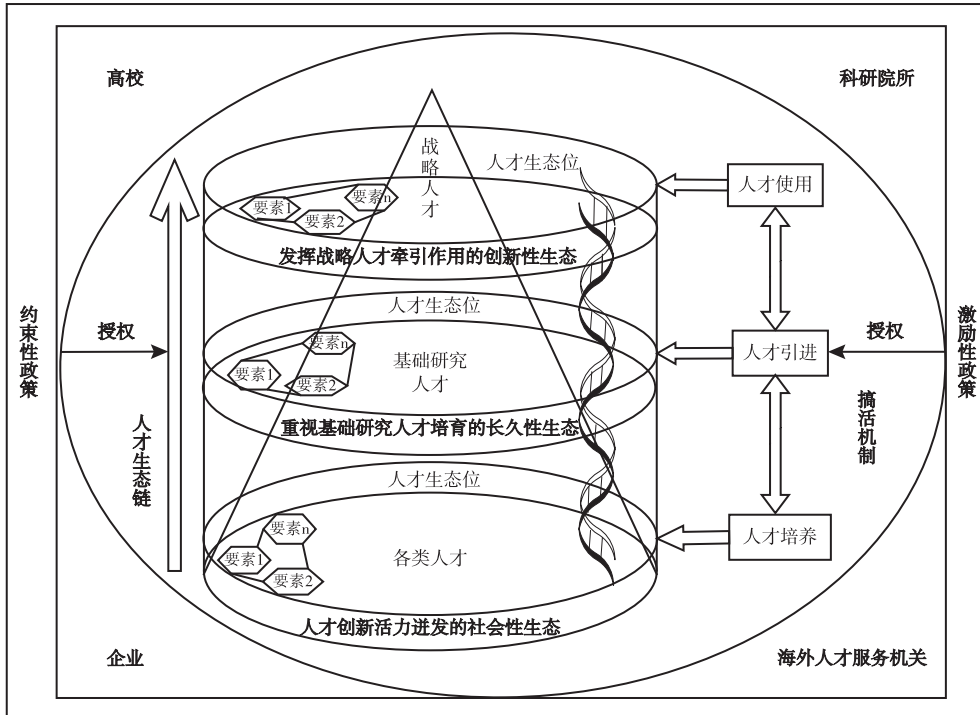 高校
科研院所
战略人才
人才生态位
人才使用
要素1
要素2
要素n
发挥战略人才牵引作用的创新性生态
约束性政策
授权
人才生态链
人才生态位
要素n
要素1
要素2
基础研究
人才
重视基础研究人才培育的长久性生态
人才引进
授权
激励性政策
搞活机制
人才生态位
要素n
要素1
要素2
各类人才
人才培养
人才创新活力迸发的社会性生态
企业
海外人才服务机关